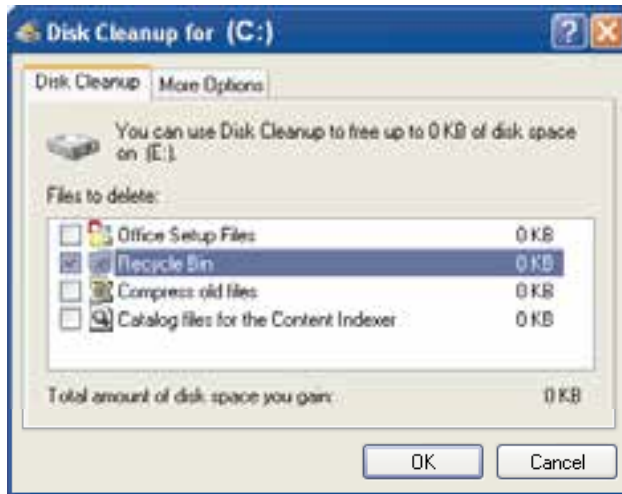 Disk Cleanup for (C:)
Disk Cleanup
More Options
You can use Disk Cleanup to free up to 0 KB of disk space
on (E:).
Files to delete:
Office Setup Files 0 KB
Recycle Bin 0 KB
Compress old files 0 KB
Catalog files for the Content Indexer 0 KB
Total amount of disk space you gain: 0 KB
OK
Cancel